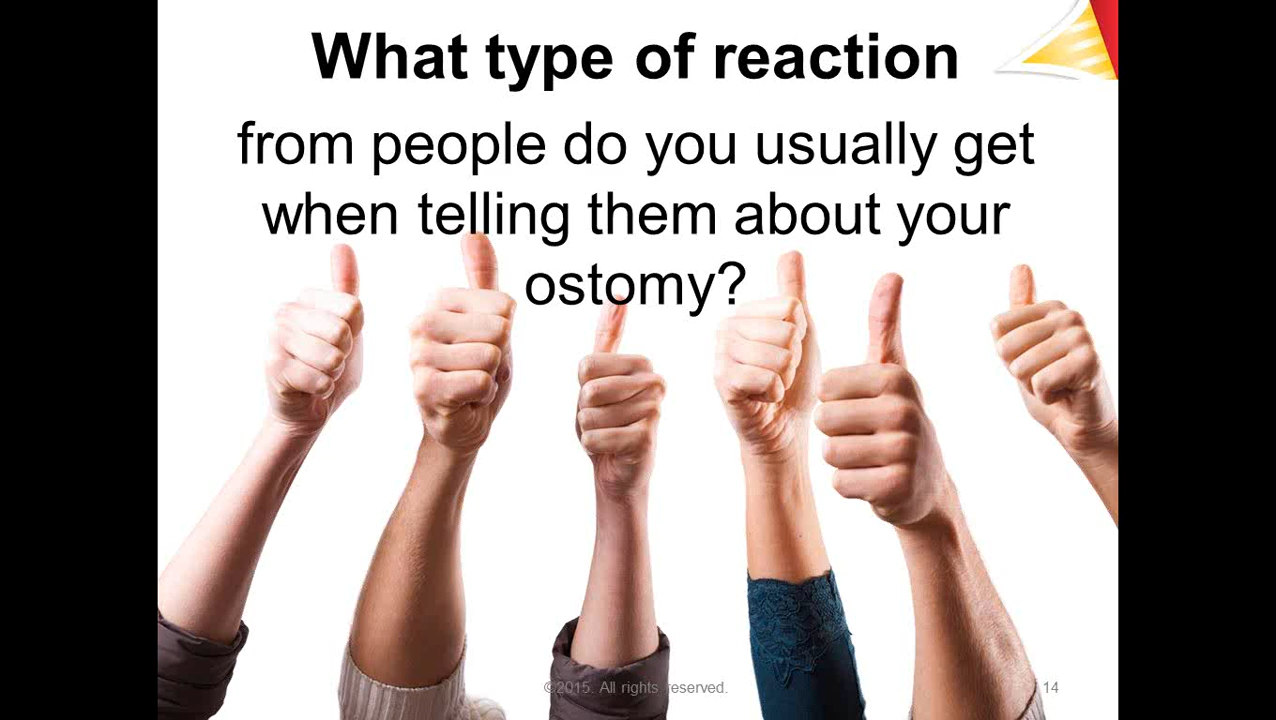 What type of reaction
from people do you usually get
when telling them about your
ostomy?
©2015. All rights reserved.
14